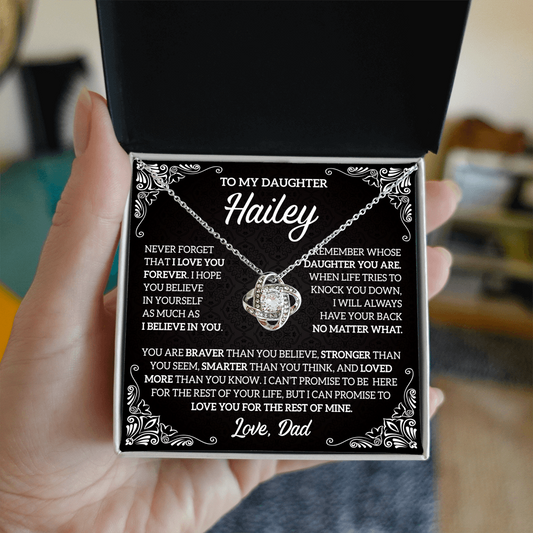 TO MY DAUGHTER
Hailey
NEVER FORGET
THAT I LOVE YOU
FOREVER. I HOPE
YOU BELIEVE
IN YOURSELF
AS MUCH AS
I BELIEVE IN YOU.
REMEMBER WHOSE
DAUGHTER YOU ARE.
WHEN LIFE TRIES TO
KNOCK YOU DOWN,
I WILL ALWAYS
HAVE YOUR BACK
NO MATTER WHAT.
YOU ARE BRAVER THAN YOU BELIEVE, STRONGER THAN
YOU SEEM, SMARTER THAN YOU THINK, AND LOVED
MORE THAN YOU KNOW. I CAN'T PROMISE TO BE HERE
FOR THE REST OF YOUR LIFE, BUT I CAN PROMISE TO
LOVE YOU FOR THE REST OF MINE.
Love, Dad